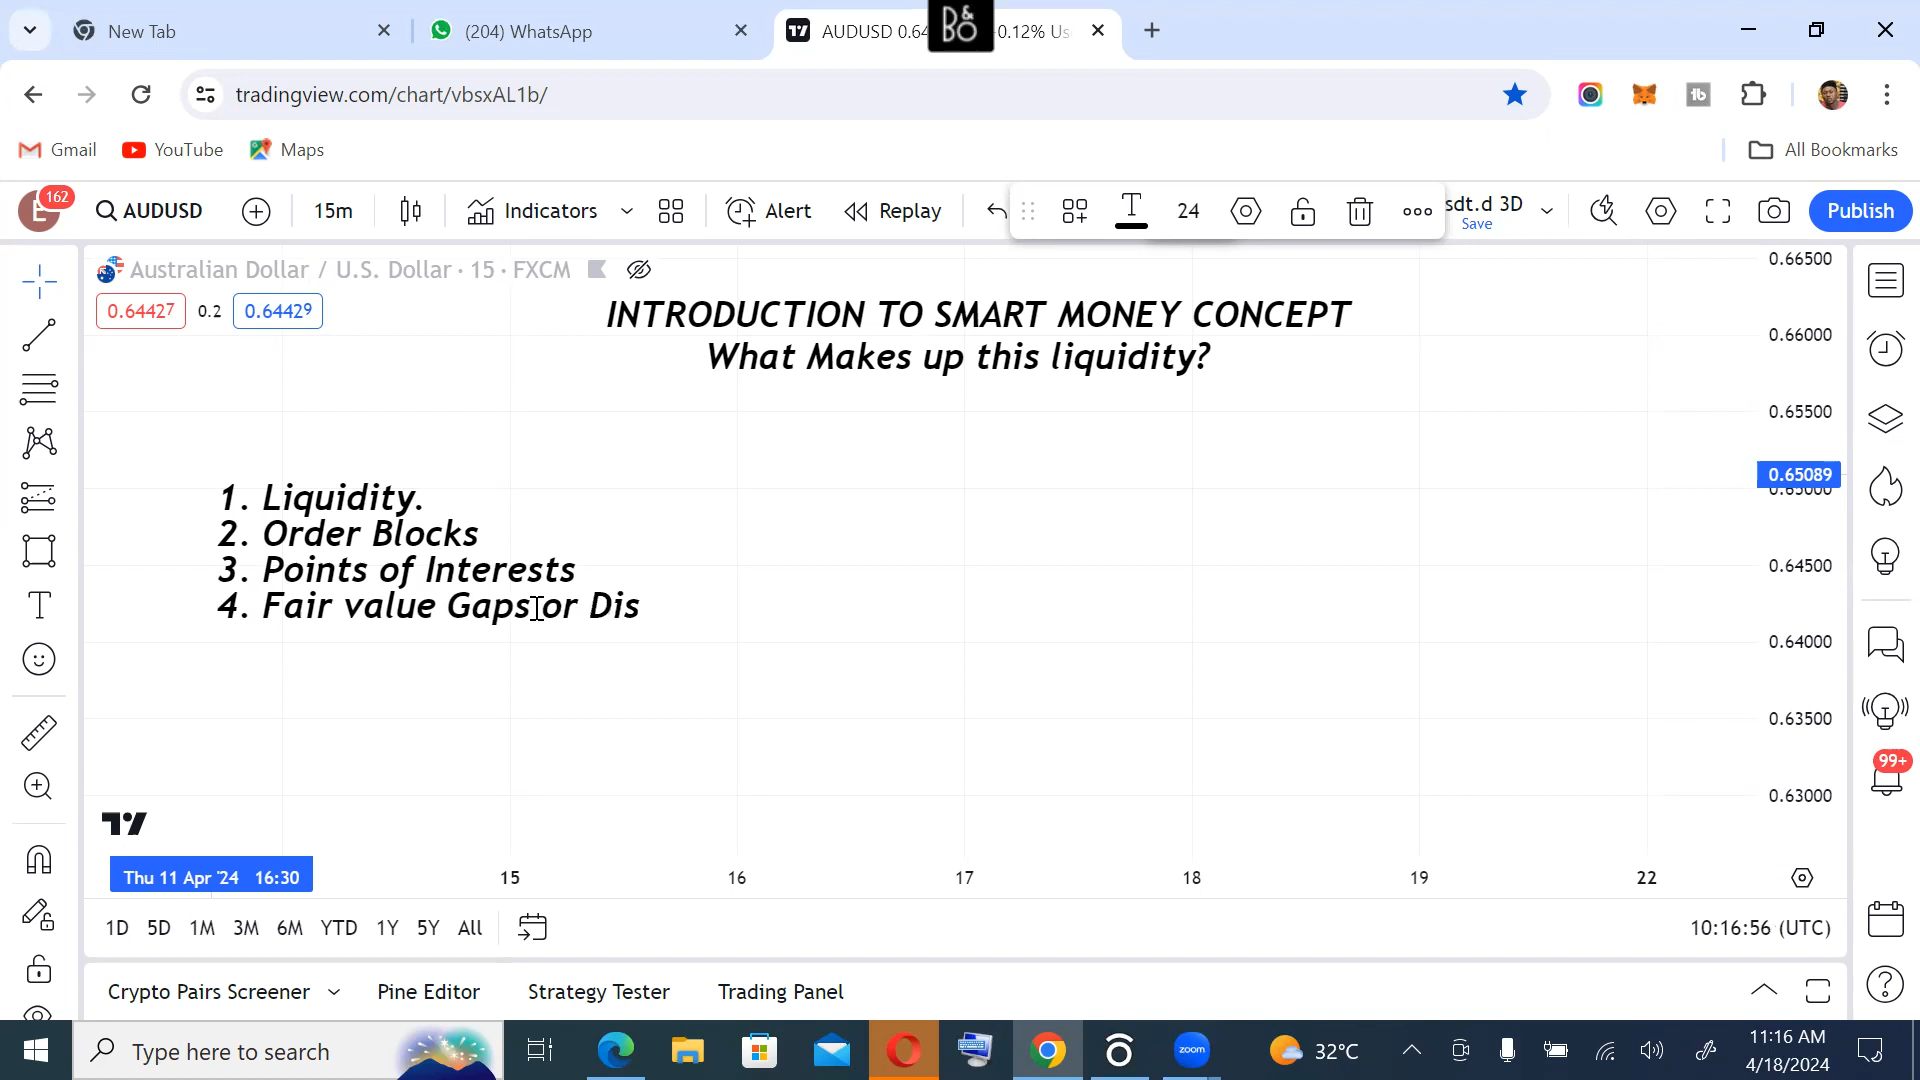 New Tab
(204) WhatsApp
AUDUSD 0.64
B&O
-0.12% Us
tradingview.com/chart/vbsxAL1b/
Gmail
YouTube
Maps
All Bookmarks
E
162
AUDUSD
15m
Indicators
Alert
Replay
T
24
sdt.d 3D
Save
Publish
Australian Dollar / U.S. Dollar · 15 · FXCM
0.64427
0.2
0.64429
INTRODUCTION TO SMART MONEY CONCEPT
What Makes up this liquidity?
1. Liquidity.
2. Order Blocks
3. Points of Interests
4. Fair value Gaps or Dis
0.66500
0.66000
0.65500
0.65089
0.65000
0.64500
0.64000
0.63500
0.63000
99+
Thu 11 Apr '24 16:30
15
16
17
18
19
22
1D 5D 1M 3M 6M YTD 1Y 5Y All
10:16:56 (UTC)
Crypto Pairs Screener
Pine Editor
Strategy Tester
Trading Panel
Type here to search
zoom
32°C
11:16 AM
4/18/2024